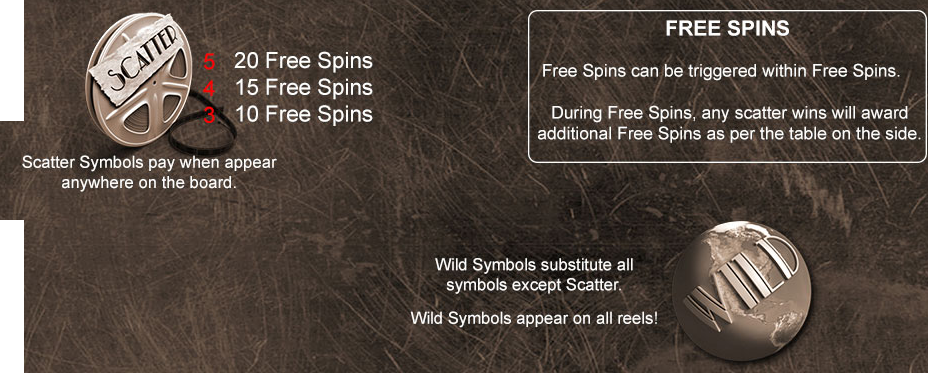 SCATTER
5 20 Free Spins
4 15 Free Spins
3 10 Free Spins
Scatter Symbols pay when appear
anywhere on the board.
FREE SPINS
Free Spins can be triggered within Free Spins.
During Free Spins, any scatter wins will award
additional Free Spins as per the table on the side.
Wild Symbols substitute all
symbols except Scatter.
Wild Symbols appear on all reels!
WILD